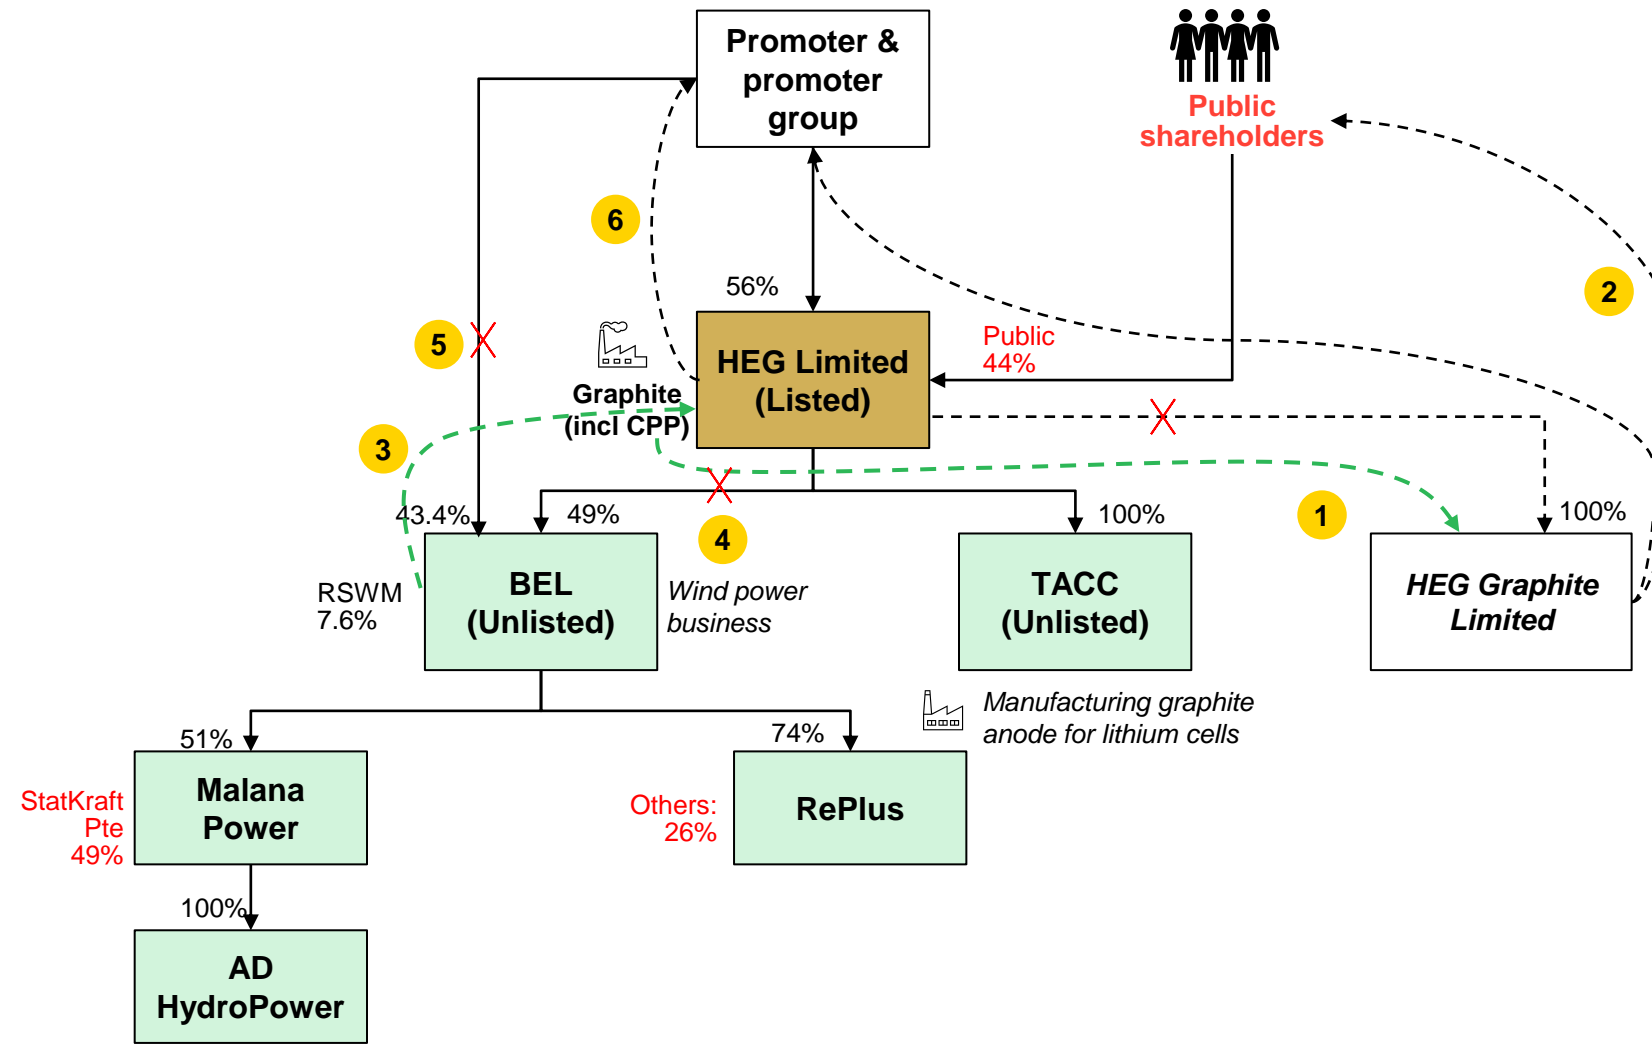 Promoter &
promoter
group
Public
shareholders
6
2
56%
5
Public
44%
HEG Limited
(Listed)
Graphite
(incl CPP)
3
1
43.4%
49%
4
100%
100%
BEL
(Unlisted)
RSWM
7.6%
Wind power
business
TACC
(Unlisted)
HEG Graphite
Limited
Manufacturing graphite
anode for lithium cells
51%
74%
StatKraft
Pte
49%
Malana
Power
Others:
26%
RePlus
100%
AD
HydroPower